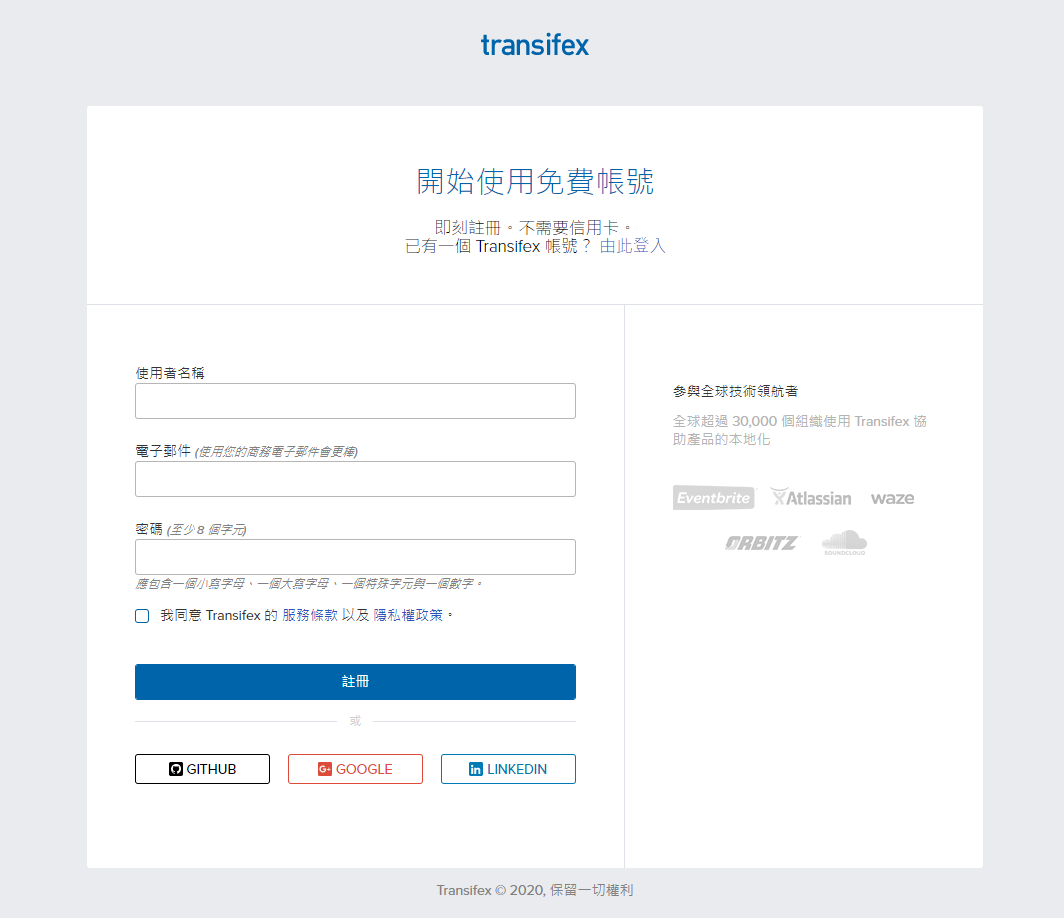 transifex
開始使用免費帳號
即刻註冊。不需要信用卡。
已有一個 Transifex 帳號？ 由此登入
使用者名稱
電子郵件 (使用您的商務電子郵件會更棒)
密碼 (至少 8 個字元)
應包含一個小寫字母、一個大寫字母、一個特殊字元與一個數字。
我同意 Transifex 的 服務條款 以及 隱私權政策。
註冊
或
GITHUB
G+ GOOGLE
in LINKEDIN
參與全球技術領航者
全球超過 30,000 個組織使用 Transifex 協
助產品的本地化
Eventbrite Atlassian waze
ORBITZ SOUNDCLOUD
Transifex © 2020, 保留一切權利